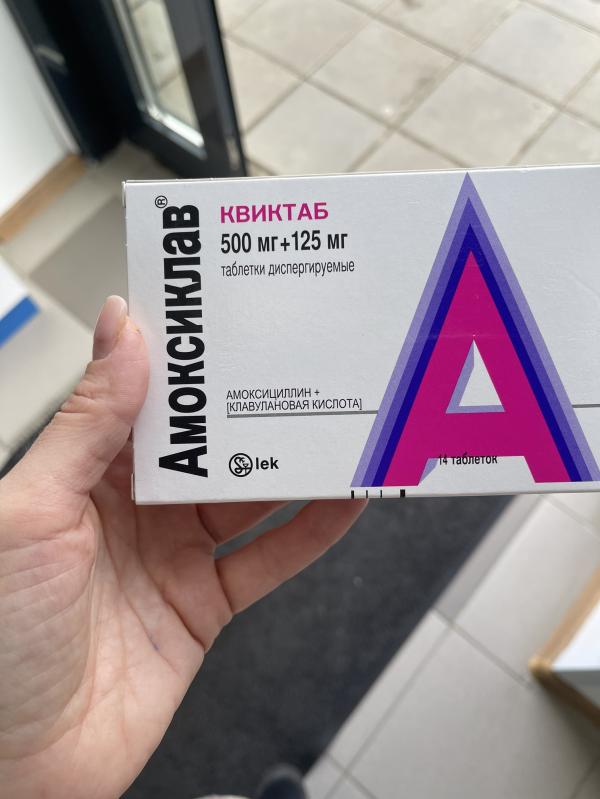 Амоксиклав®
КВИКТАБ
500 мг+125 мг
таблетки диспергируемые
АМОКСИЦИЛЛИН +
[КЛАВУЛАНОВАЯ КИСЛОТА]
lek
14 таблеток